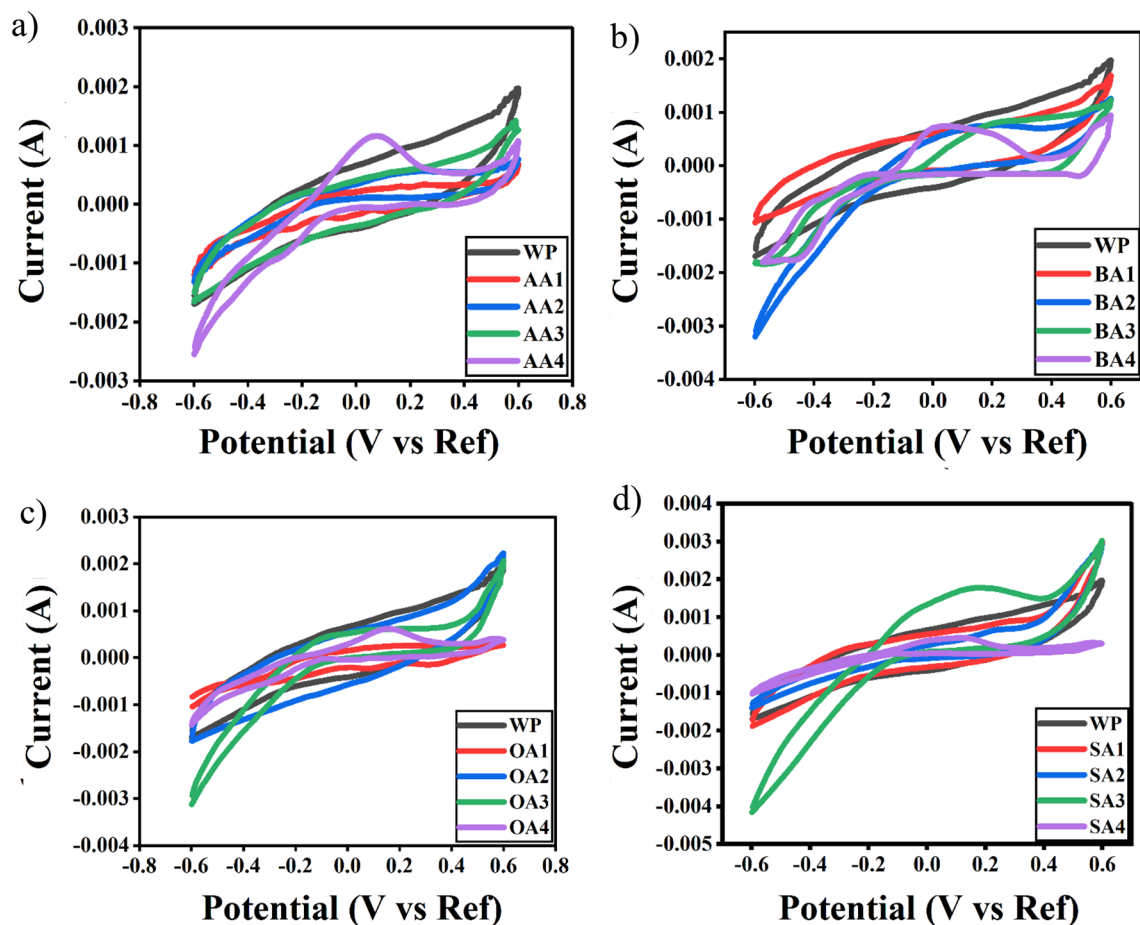 a)
0.003
0.002
0.001
0.000
-0.001
-0.002
-0.003
Current (A)
WP
AA1
AA2
AA3
AA4
-0.8 -0.6 -0.4 -0.2 0.0 0.2 0.4 0.6 0.8
Potential (V vs Ref)
b)
0.002
0.001
0.000
-0.001
-0.002
-0.003
-0.004
Current (A)
WP
BA1
BA2
BA3
BA4
-0.6 -0.4 -0.2 0.0 0.2 0.4 0.6
Potential (V vs Ref)
c)
0.003
0.002
0.001
0.000
-0.001
-0.002
-0.003
-0.004
Current (A)
WP
OA1
OA2
OA3
OA4
-0.8 -0.6 -0.4 -0.2 0.0 0.2 0.4 0.6 0.8
Potential (V vs Ref)
d)
0.004
0.003
0.002
0.001
0.000
-0.001
-0.002
-0.003
-0.004
-0.005
Current (A)
WP
SA1
SA2
SA3
SA4
-0.6 -0.4 -0.2 0.0 0.2 0.4 0.6
Potential (V vs Ref)